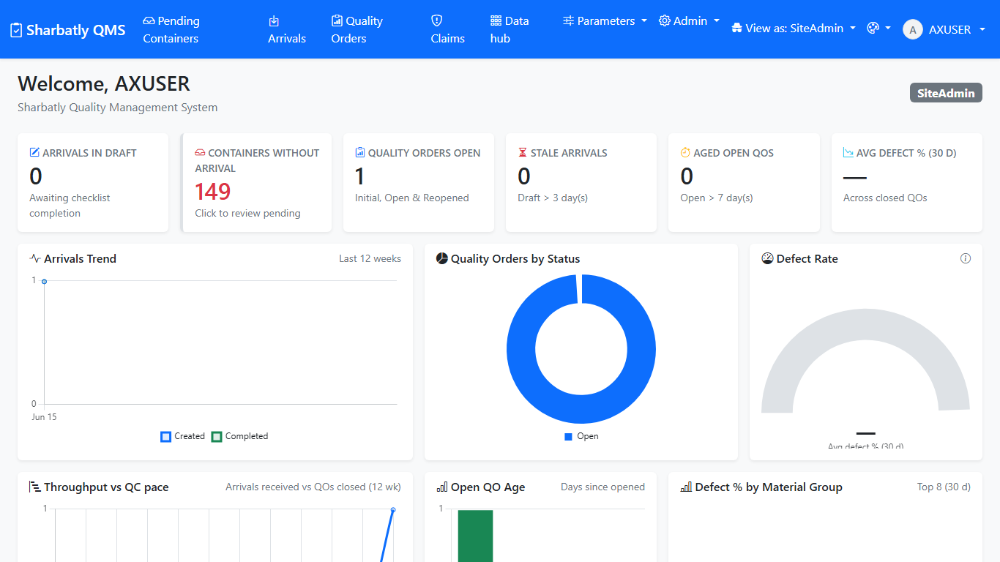 Sharbatly QMS
Pending
Containers
Arrivals
Quality
Orders
Claims
Data
hub
Parameters
Admin
View as: SiteAdmin
A
AXUSER
Welcome, AXUSER
Sharbatly Quality Management System
SiteAdmin
ARRIVALS IN DRAFT
0
Awaiting checklist
completion
CONTAINERS WITHOUT
ARRIVAL
149
Click to review pending
QUALITY ORDERS OPEN
1
Initial, Open & Reopened
STALE ARRIVALS
0
Draft > 3 day(s)
AGED OPEN QOS
0
Open > 7 day(s)
AVG DEFECT % (30 D)
—
Across closed QOs
Arrivals Trend
Last 12 weeks
1
0
Jun 15
Created
Completed
Quality Orders by Status
Open
Defect Rate
—
Avg defect % (30 d)
Throughput vs QC pace
Arrivals received vs QOs closed (12 wk)
1
Open QO Age
Days since opened
1
Defect % by Material Group
Top 8 (30 d)